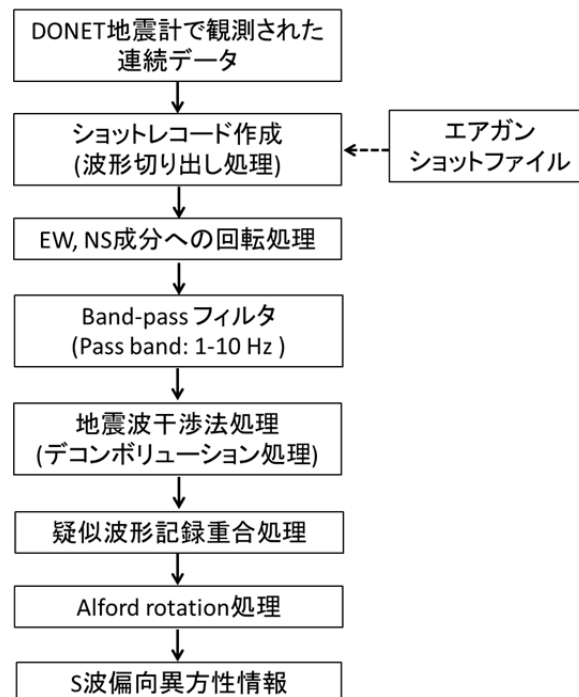 DONET地震計で観測された
連続データ
ショットレコード作成
(波形切り出し処理)
エアガン
ショットファイル
EW, NS成分への回転処理
Band-pass フィルタ
(Pass band: 1-10 Hz )
地震波干渉法処理
(デコンボリューション処理)
疑似波形記録重合処理
Alford rotation処理
S波偏向異方性情報